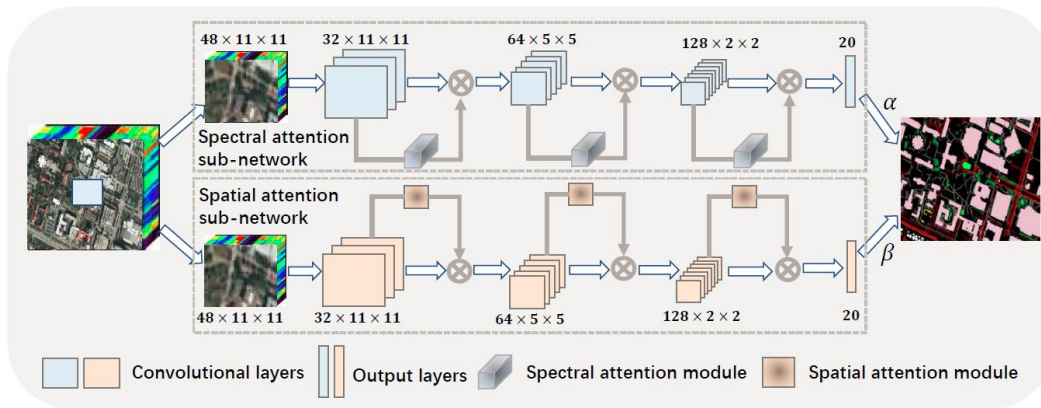 48 × 11 × 11
32 × 11 × 11
64 × 5 × 5
128 × 2 × 2
20
Spectral attention
sub-network
α
Spatial attention
sub-network
β
48 × 11 × 11
32 × 11 × 11
64 × 5 × 5
128 × 2 × 2
20
Convolutional layers
Output layers
Spectral attention module
Spatial attention module